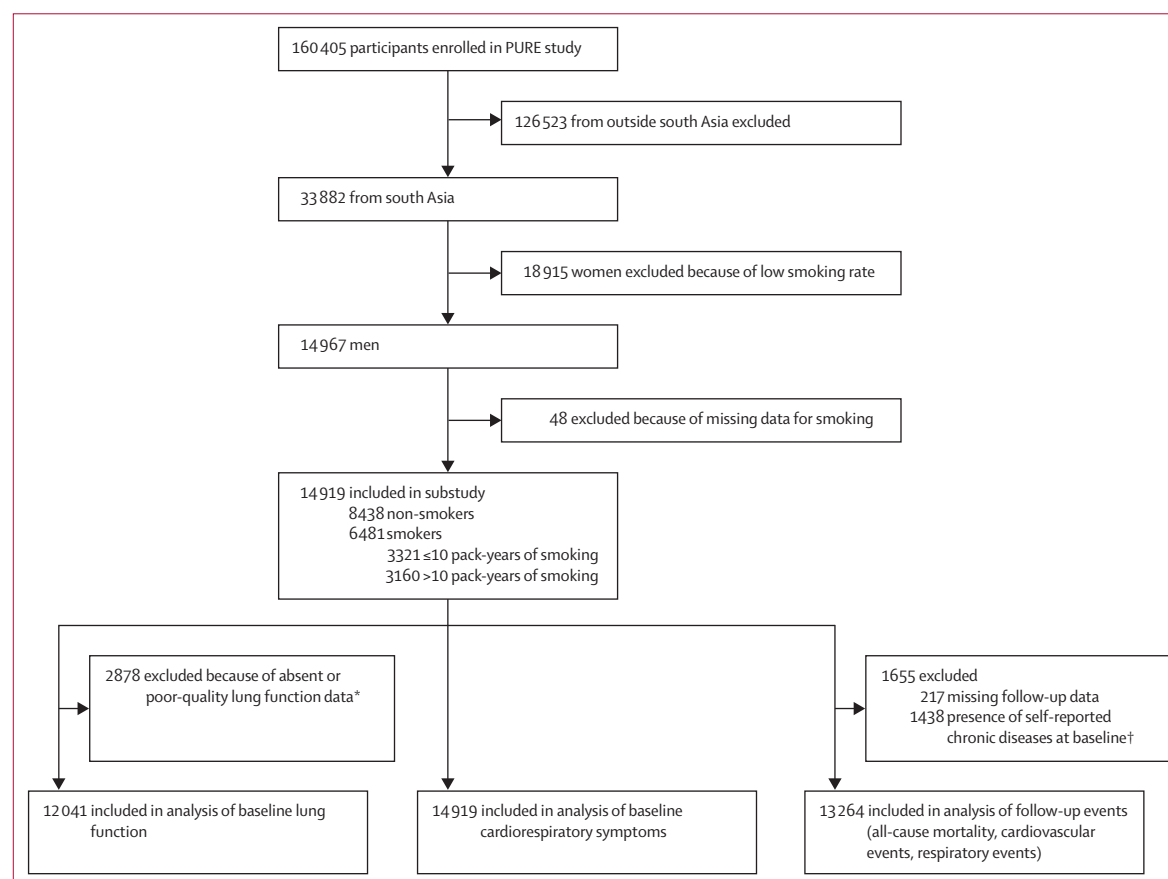 160 405 participants enrolled in PURE study
126 523 from outside south Asia excluded
33 882 from south Asia
18 915 women excluded because of low smoking rate
14 967 men
48 excluded because of missing data for smoking
14 919 included in substudy
8438 non-smokers
6481 smokers
3321 ≤10 pack-years of smoking
3160 >10 pack-years of smoking
2878 excluded because of absent or
poor-quality lung function data*
1655 excluded
217 missing follow-up data
1438 presence of self-reported
chronic diseases at baseline†
12 041 included in analysis of baseline lung
function
14 919 included in analysis of baseline
cardiorespiratory symptoms
13 264 included in analysis of follow-up events
(all-cause mortality, cardiovascular
events, respiratory events)